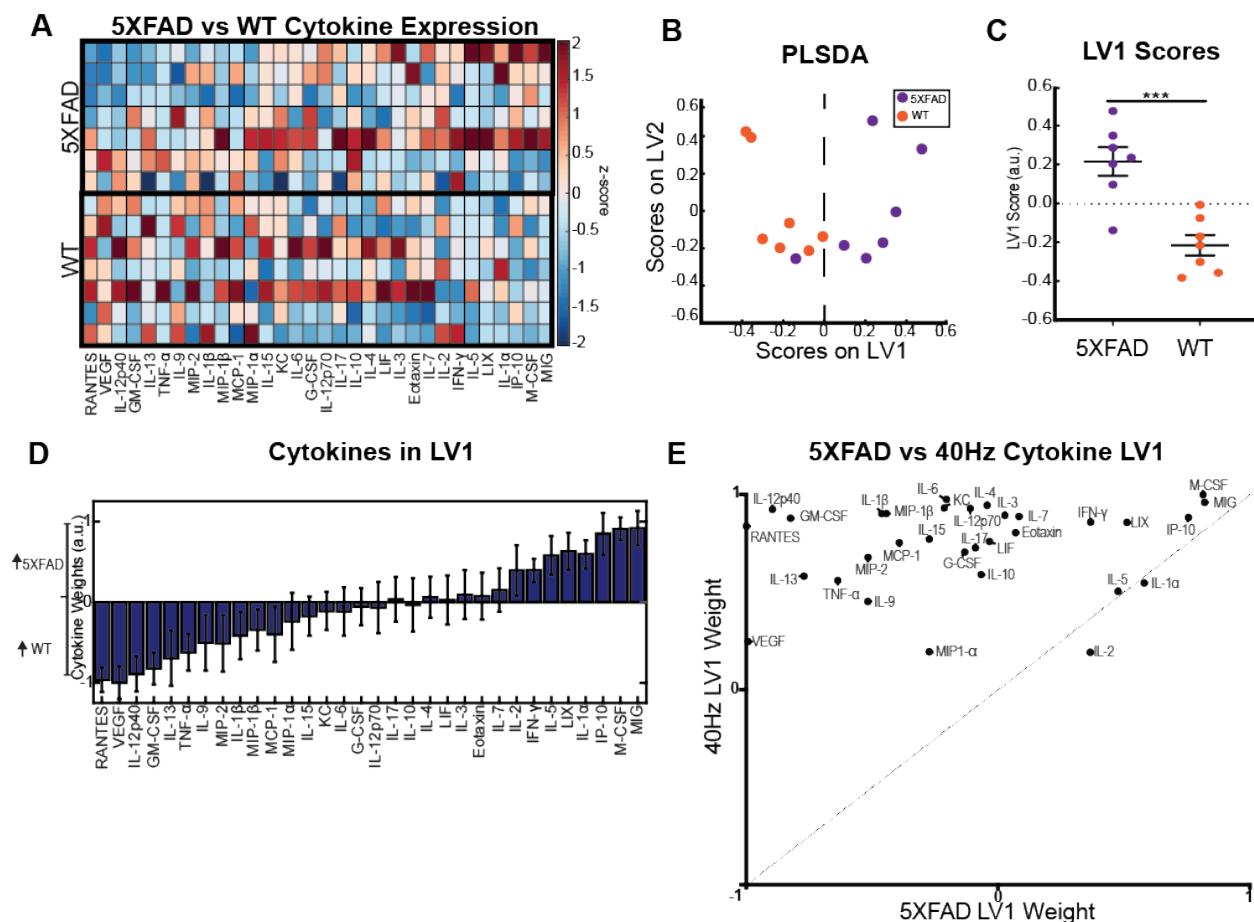 A
5XFAD vs WT Cytokine Expression
5XFAD
WT
2
1.5
1
0.5
0
-0.5
-1
-1.5
-2
z-score
RANTES
VEGF
IL-12p40
GM-CSF
IL-13
TNF-α
IL-9
MIP-2
IL-1β
MIP-1β
MCP-1
MIP-1α
IL-15
KC
IL-6
G-CSF
IL-12p70
IL-17
IL-10
IL-4
LIF
IL-3
Eotaxin
IL-7
IL-2
IFN-γ
IL-5
LIX
IL-1α
IP-10
M-CSF
MIG
B
PLSDA
5XFAD
WT
Scores on LV2
0.6
0.4
0.2
0
-0.2
-0.4
-0.6
-0.4
-0.2
0
0.2
0.4
0.6
Scores on LV1
C
LV1 Scores
***
LV1 Score (a.u.)
0.6
0.4
0.2
0.0
-0.2
-0.4
-0.6
5XFAD
WT
D
Cytokines in LV1
↑5XFAD
↑WT
Cytokine Weights (a.u.)
1
0
-1
RANTES
VEGF
IL-12p40
GM-CSF
IL-13
TNF-α
IL-9
MIP-2
IL-1β
MIP-1β
MCP-1
MIP-1α
IL-15
KC
IL-6
G-CSF
IL-12p70
IL-17
IL-10
IL-4
LIF
IL-3
Eotaxin
IL-7
IL-2
IFN-γ
IL-5
LIX
IL-1α
IP-10
M-CSF
MIG
E
5XFAD vs 40Hz Cytokine LV1
40Hz LV1 Weight
1
0
-1
0
1
5XFAD LV1 Weight
M-CSF
MIG
IL-12p40
GM-CSF
RANTES
IL-1β
MIP-1β
IL-6
KC
IL-4
IL-3
IL-12p70
IL-7
IFN-γ
LIX
IP-10
Eotaxin
IL-15
MCP-1
IL-17
LIF
G-CSF
MIP-2
IL-10
IL-13
TNF-α
IL-9
IL-5
IL-1α
VEGF
MIP1-α
IL-2